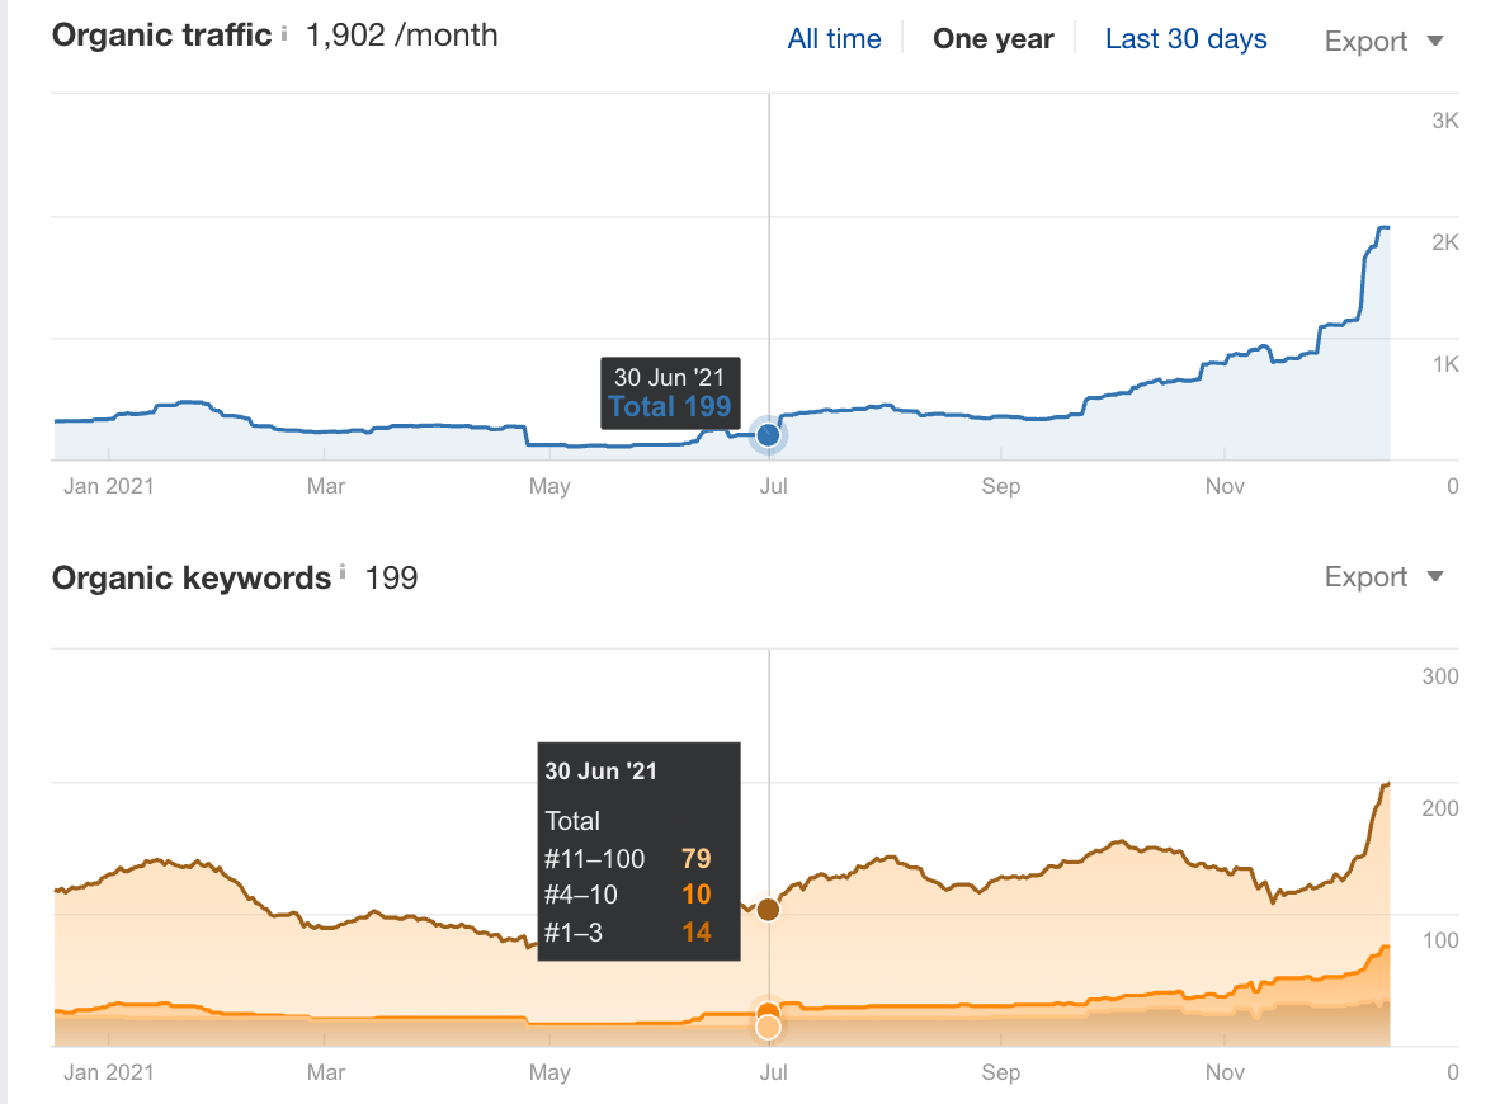 Organic traffic i 1,902 /month
All time One year Last 30 days Export
3K
2K
1K
30 Jun '21
Total 199
Jan 2021 Mar May Jul Sep Nov 0
Organic keywords i 199
Export
300
200
100
30 Jun '21
Total
#11–100 79
#4–10 10
#1–3 14
Jan 2021 Mar May Jul Sep Nov 0